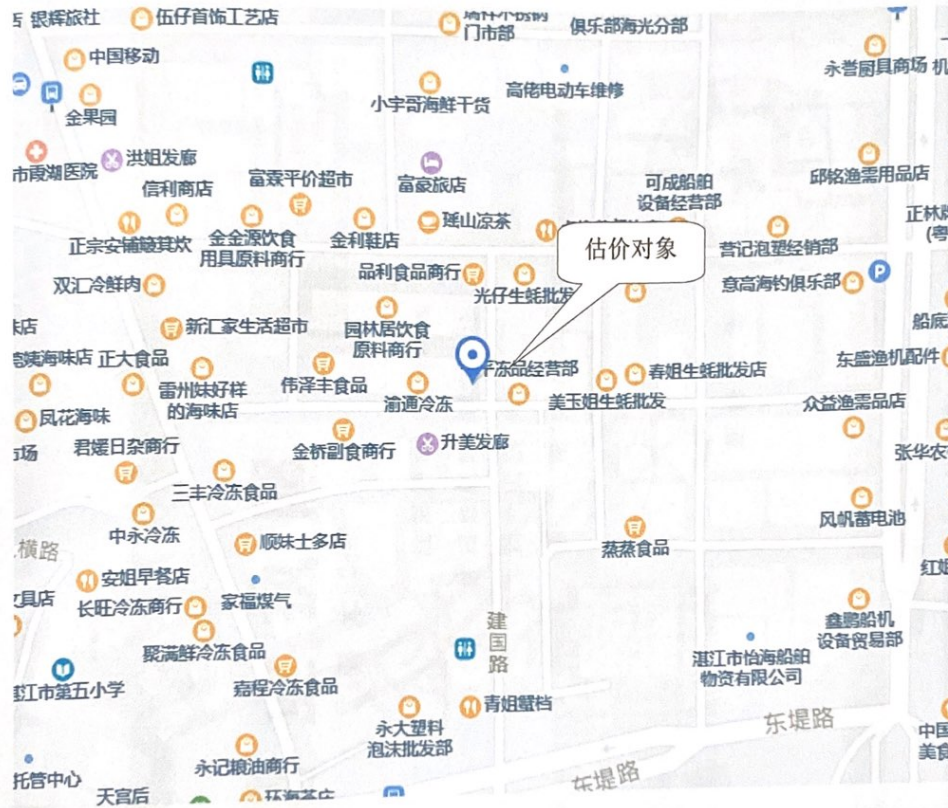 银辉旅社
伍仔首饰工艺店
门市部
俱乐部海光分部
中国移动
永誉厨具商场
小宇哥海鲜干货
高佬电动车维修
金果园
市霞湖医院
洪姐发廊
信利商店
富霖平价超市
富豪旅店
可成船舶
设备经营部
邱铭渔需用品店
正宗安铺簸箕炊
金金源饮食
用具原料商行
金利鞋店
瑶山凉茶
估价对象
营记泡塑经销部
双汇冷鲜肉
品利食品商行
光仔生蚝批发
意高海钓俱乐部
P
新汇家生活超市
园林居饮食
原料商行
海味店
正大食品
雷州妹好样
的海味店
伟泽丰食品
渝通冷冻
冻品经营部
美玉姐生蚝批发
春姐生蚝批发店
东盛渔机配件
众益渔需品店
凤花海味
君媛日杂商行
金桥副食商行
升美发廊
三丰冷冻食品
中永冷冻
顺妹士多店
蒸蒸食品
风帆蓄电池
横路
安姐早餐店
长旺冷冻商行
家福煤气
聚满鲜冷冻食品
建国路
鑫鹏船机
设备贸易部
湛江市怡海船舶
物资有限公司
湛江市第五小学
嘉程冷冻食品
青姐蟹档
永大塑料
泡沫批发部
东堤路
永记粮油商行
东堤路
托管中心
天宫后
环海茶庄